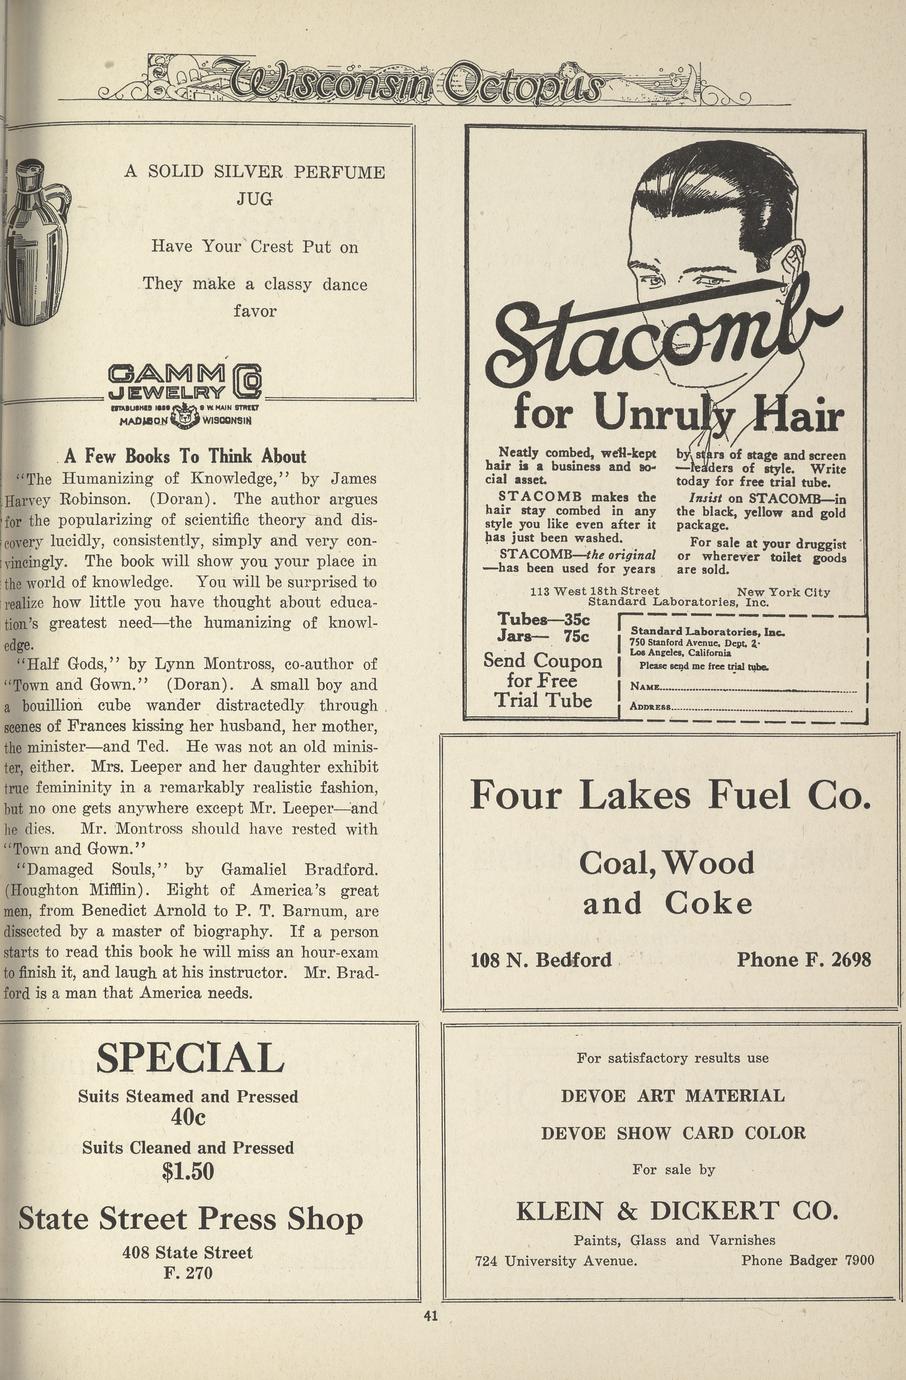 Wisconsin Octopus
A SOLID SILVER PERFUME
JUG
Have Your Crest Put on
They make a classy dance
favor
GAMM
JEWELRY CO
ESTABLISHED 1888 9 W. MAIN STREET
MADISON WISCONSIN
A Few Books To Think About
"The Humanizing of Knowledge," by James
Harvey Robinson. (Doran). The author argues
for the popularizing of scientific theory and dis-
covery lucidly, consistently, simply and very con-
vincingly. The book will show you your place in
the world of knowledge. You will be surprised to
realize how little you have thought about educa-
tion's greatest need—the humanizing of knowl-
edge.
"Half Gods," by Lynn Montross, co-author of
"Town and Gown." (Doran). A small boy and
a bouillion cube wander distractedly through
scenes of Frances kissing her husband, her mother,
the minister—and Ted. He was not an old minis-
ter, either. Mrs. Leeper and her daughter exhibit
true femininity in a remarkably realistic fashion,
but no one gets anywhere except Mr. Leeper—and
he dies. Mr. Montross should have rested with
"Town and Gown."
"Damaged Souls," by Gamaliel Bradford.
(Houghton Mifflin). Eight of America's great
men, from Benedict Arnold to P. T. Barnum, are
dissected by a master of biography. If a person
starts to read this book he will miss an hour-exam
to finish it, and laugh at his instructor. Mr. Brad-
ford is a man that America needs.
SPECIAL
Suits Steamed and Pressed
40c
Suits Cleaned and Pressed
$1.50
State Street Press Shop
408 State Street
F. 270
Stacomb
for Unruly Hair
Neatly combed, well-kept
hair is a business and so-
cial asset.
STACOMB makes the
hair stay combed in any
style you like even after it
has just been washed.
STACOMB—the original
—has been used for years
by stars of stage and screen
—leaders of style. Write
today for free trial tube.
Insist on STACOMB—in
the black, yellow and gold
package.
For sale at your druggist
or wherever toilet goods
are sold.
113 West 18th Street New York City
Standard Laboratories, Inc.
Tubes—35c
Jars— 75c
Send Coupon
for Free
Trial Tube
Standard Laboratories, Inc.
750 Stanford Avenue, Dept. 2
Los Angeles, California
Please send me free trial tube.
NAME
ADDRESS
Four Lakes Fuel Co.
Coal, Wood
and Coke
108 N. Bedford Phone F. 2698
For satisfactory results use
DEVOE ART MATERIAL
DEVOE SHOW CARD COLOR
For sale by
KLEIN & DICKERT CO.
Paints, Glass and Varnishes
724 University Avenue. Phone Badger 7900
41